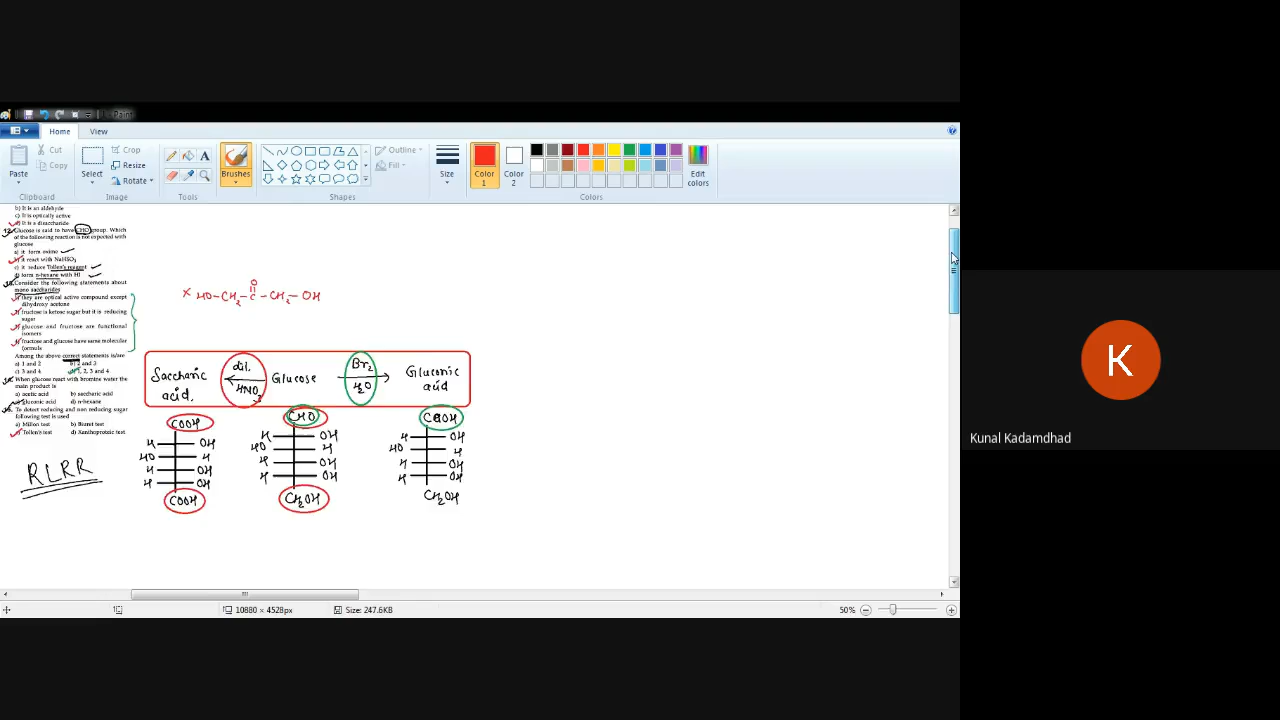 Paint
Home View
Cut
Copy
Paste
Clipboard
Crop
Resize
Rotate
Select
Image
Tools
Brushes
Outline
Fill
Shapes
Size
Color 1
Color 2
Edit colors
Colors
b) It is an aldehyde
c) It is optically active
It is a disaccharide
12. Glucose is said to have CHO group. Which
of the following reaction is not expected with
glucose
a) it form oxime
it react with NaHSO3
c) it reduce Tollen's reagent
d) form n-hexane with HI
Consider the following statements about
mono saccharides
they are optical active compound except
dihydroxy acetone
fructose is ketose sugar but it is reducing
sugar
glucose and fructose are functional
isomers
fructose and glucose have same molecular
formule
Among the above correct statements is/are
a) 1 and 2 b) 2 and 3
c) 3 and 4 1, 2, 3 and 4
When glucose react with bromine water the
main product is
a) acetic acid b) saccharic acid
gluconic acid d) n-hexane
To detect reducing and non reducing sugar
following test is used
a) Millon test b) Biuret test
Tollen's test d) Xanthoproteic test
RLRR
O
x HO-CH2-C-CH2-OH
Saccharic acid.
dil. HNO3
Glucose
Br2 H2O
Gluconic acid
COOH
H OH
HO H
H OH
H OH
COOH
CHO
H OH
HO H
H OH
H OH
CH2OH
COOH
H OH
HO H
H OH
H OH
CH2OH
10880 × 4528px
Size: 247.6KB
50%
K
Kunal Kadamdhad